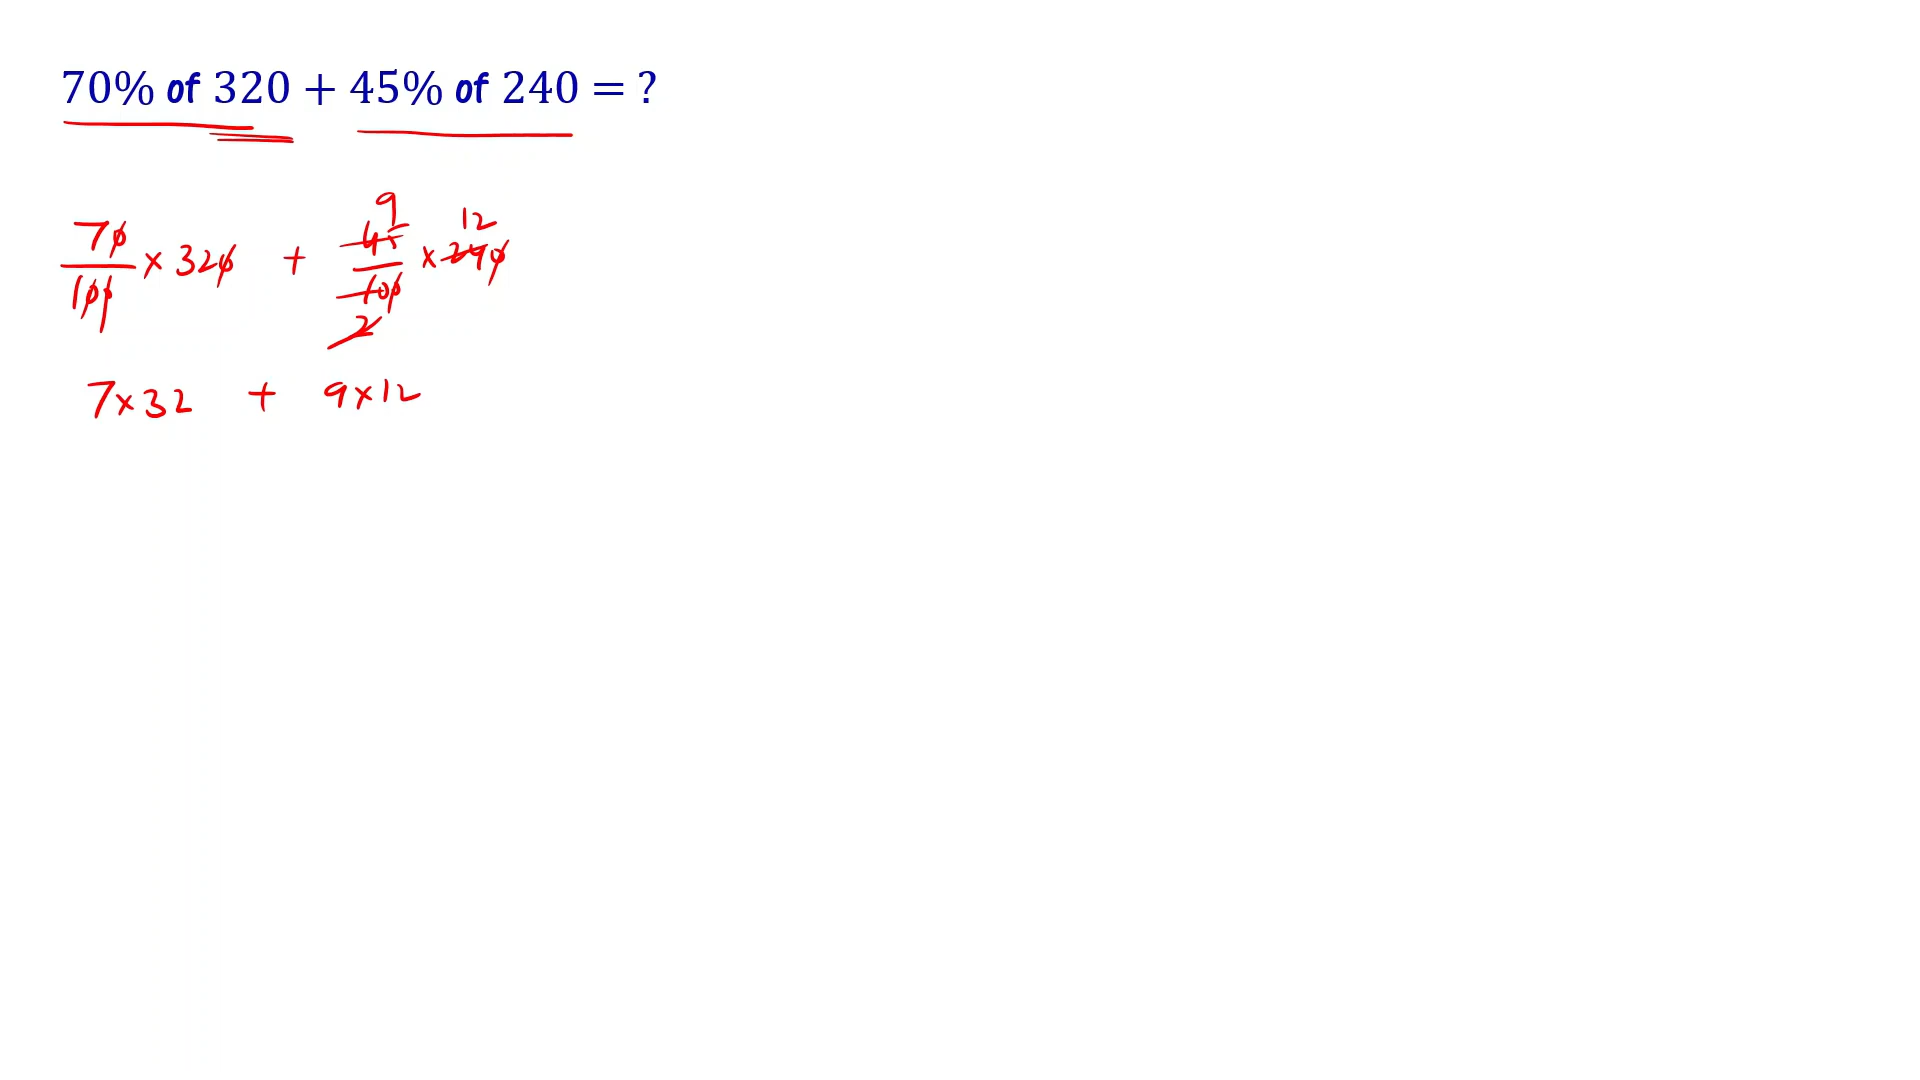 70% of 320 + 45% of 240 = ?
9 12
70/100 × 320 + 45/100 × 240
2
7×32 + 9×12